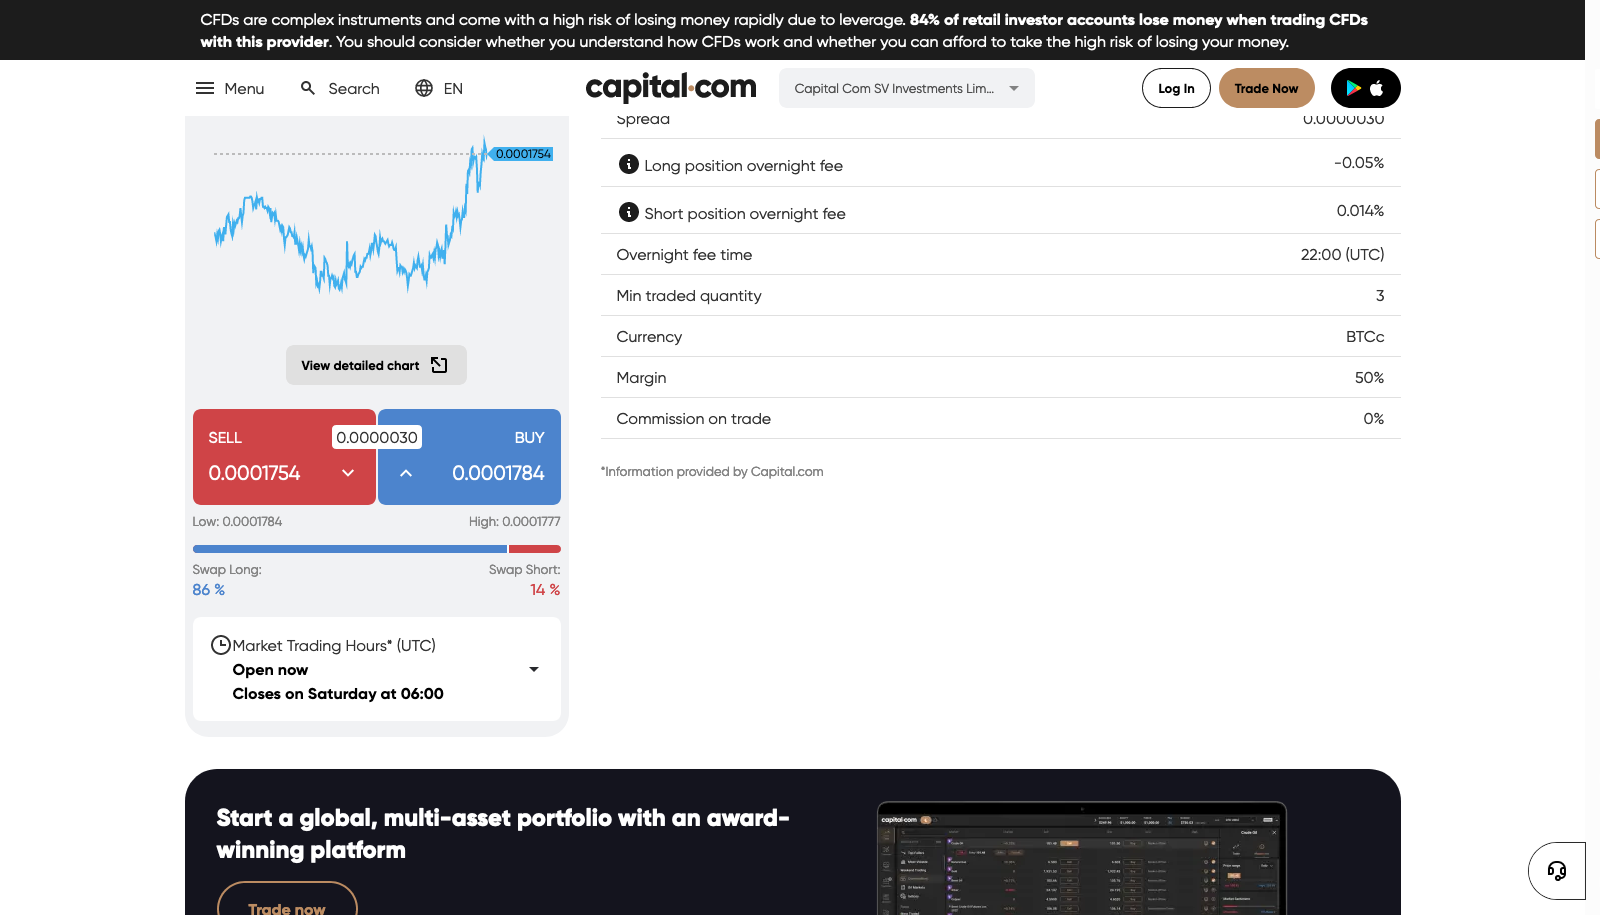 CFDs are complex instruments and come with a high risk of losing money rapidly due to leverage. 84% of retail investor accounts lose money when trading CFDs
with this provider. You should consider whether you understand how CFDs work and whether you can afford to take the high risk of losing your money.
Menu
Search
EN
capital.com
Capital Com SV Investments Lim...
Log In
Trade Now
0.0001754
View detailed chart
SELL
0.0000030
BUY
0.0001754
0.0001784
Low: 0.0001784
High: 0.0001777
Swap Long:
Swap Short:
86 %
14 %
Market Trading Hours* (UTC)
Open now
Closes on Saturday at 06:00
Spread
0.0000030
Long position overnight fee
-0.05%
Short position overnight fee
0.014%
Overnight fee time
22:00 (UTC)
Min traded quantity
3
Currency
BTCc
Margin
50%
Commission on trade
0%
*Information provided by Capital.com
Start a global, multi-asset portfolio with an award-
winning platform
Trade now
capital.com